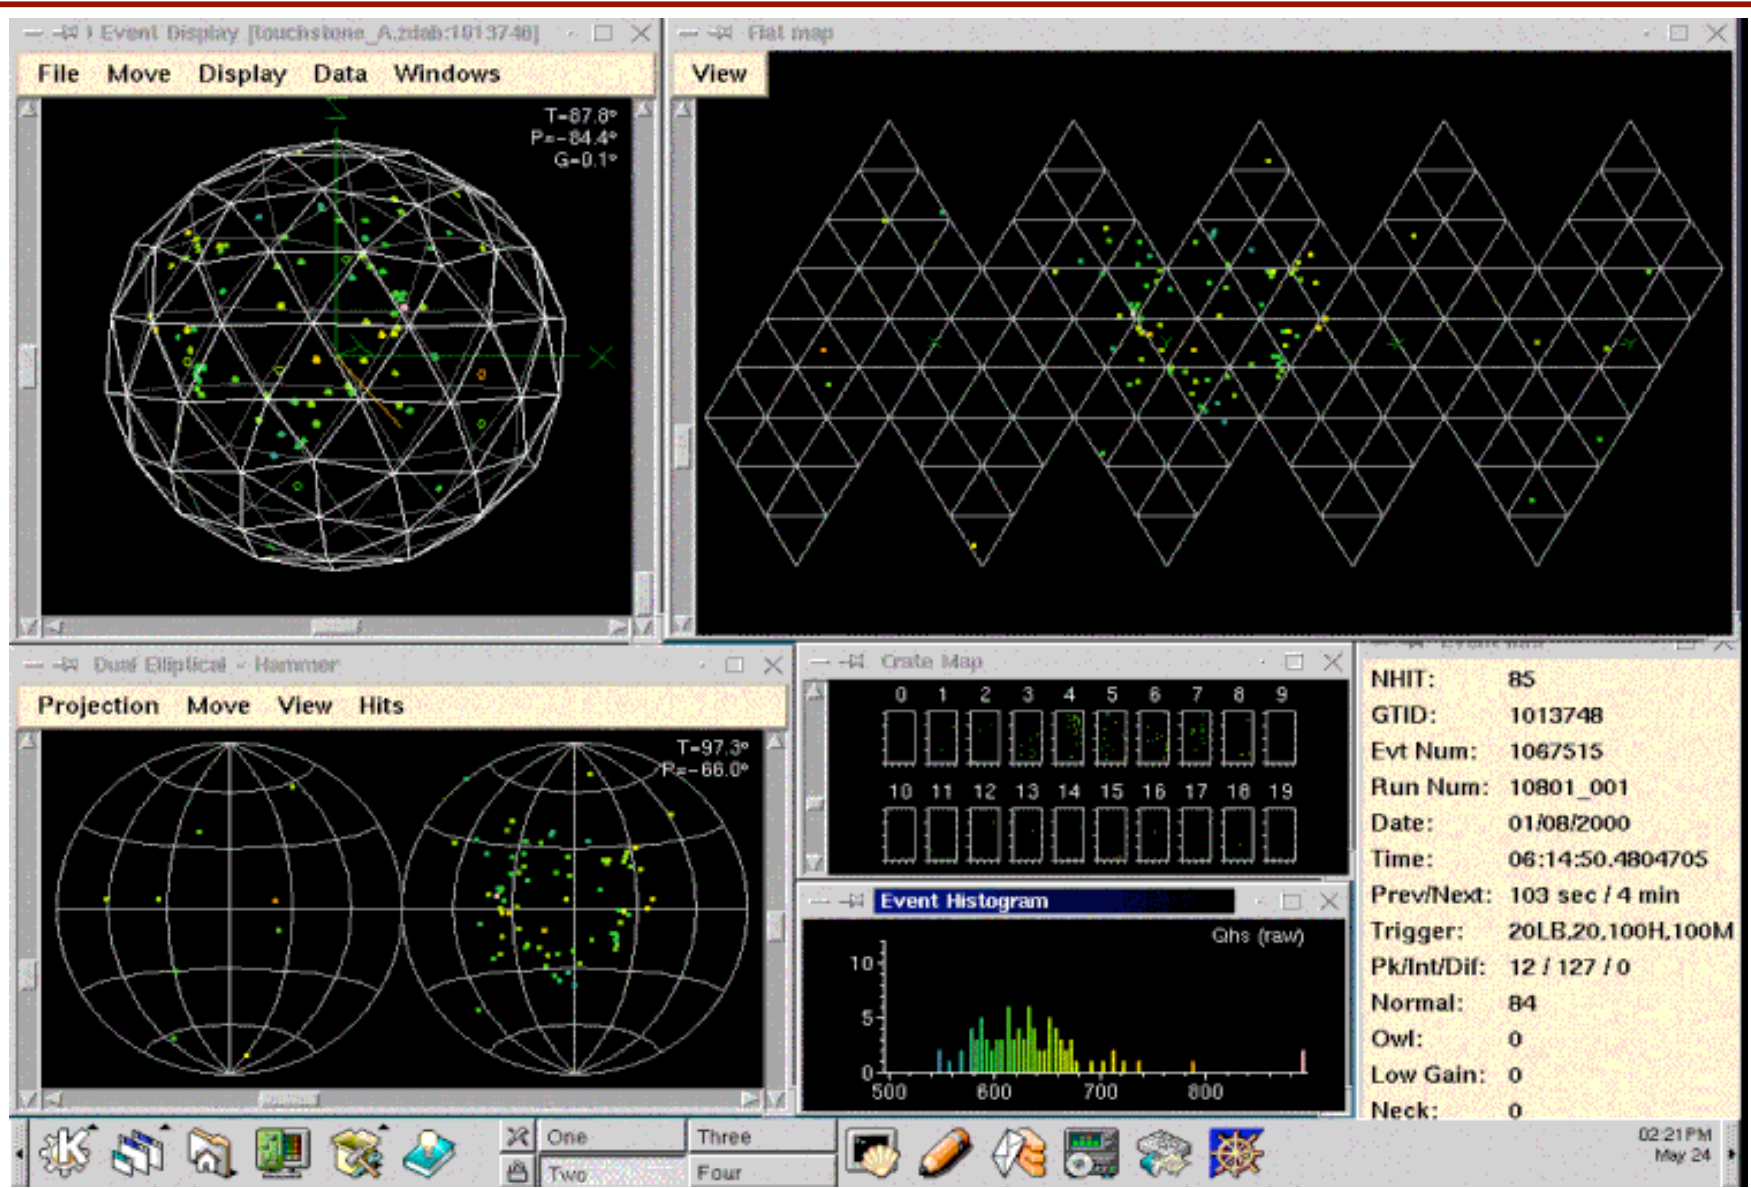 Event Display [touchstone_A.zdab:1013748]
File Move Display Data Windows
T=87.8°
P=-84.4°
G=0.1°
X
Flat map
View
Dual Elliptical - Hammer
Projection Move View Hits
T=97.3°
P=-66.0°
Crate Map
0 1 2 3 4 5 6 7 8 9
10 11 12 13 14 15 16 17 18 19
Event Histogram
Qhs (raw)
10
5
0
500 600 700 800
NHIT: 85
GTID: 1013748
Evt Num: 1067515
Run Num: 10801_001
Date: 01/08/2000
Time: 06:14:50.4804705
Prev/Next: 103 sec / 4 min
Trigger: 20LB,20,100H,100M
Pk/Int/Dif: 12 / 127 / 0
Normal: 84
Owl: 0
Low Gain: 0
Neck: 0
One Three
Two Four
02:21PM
May 24